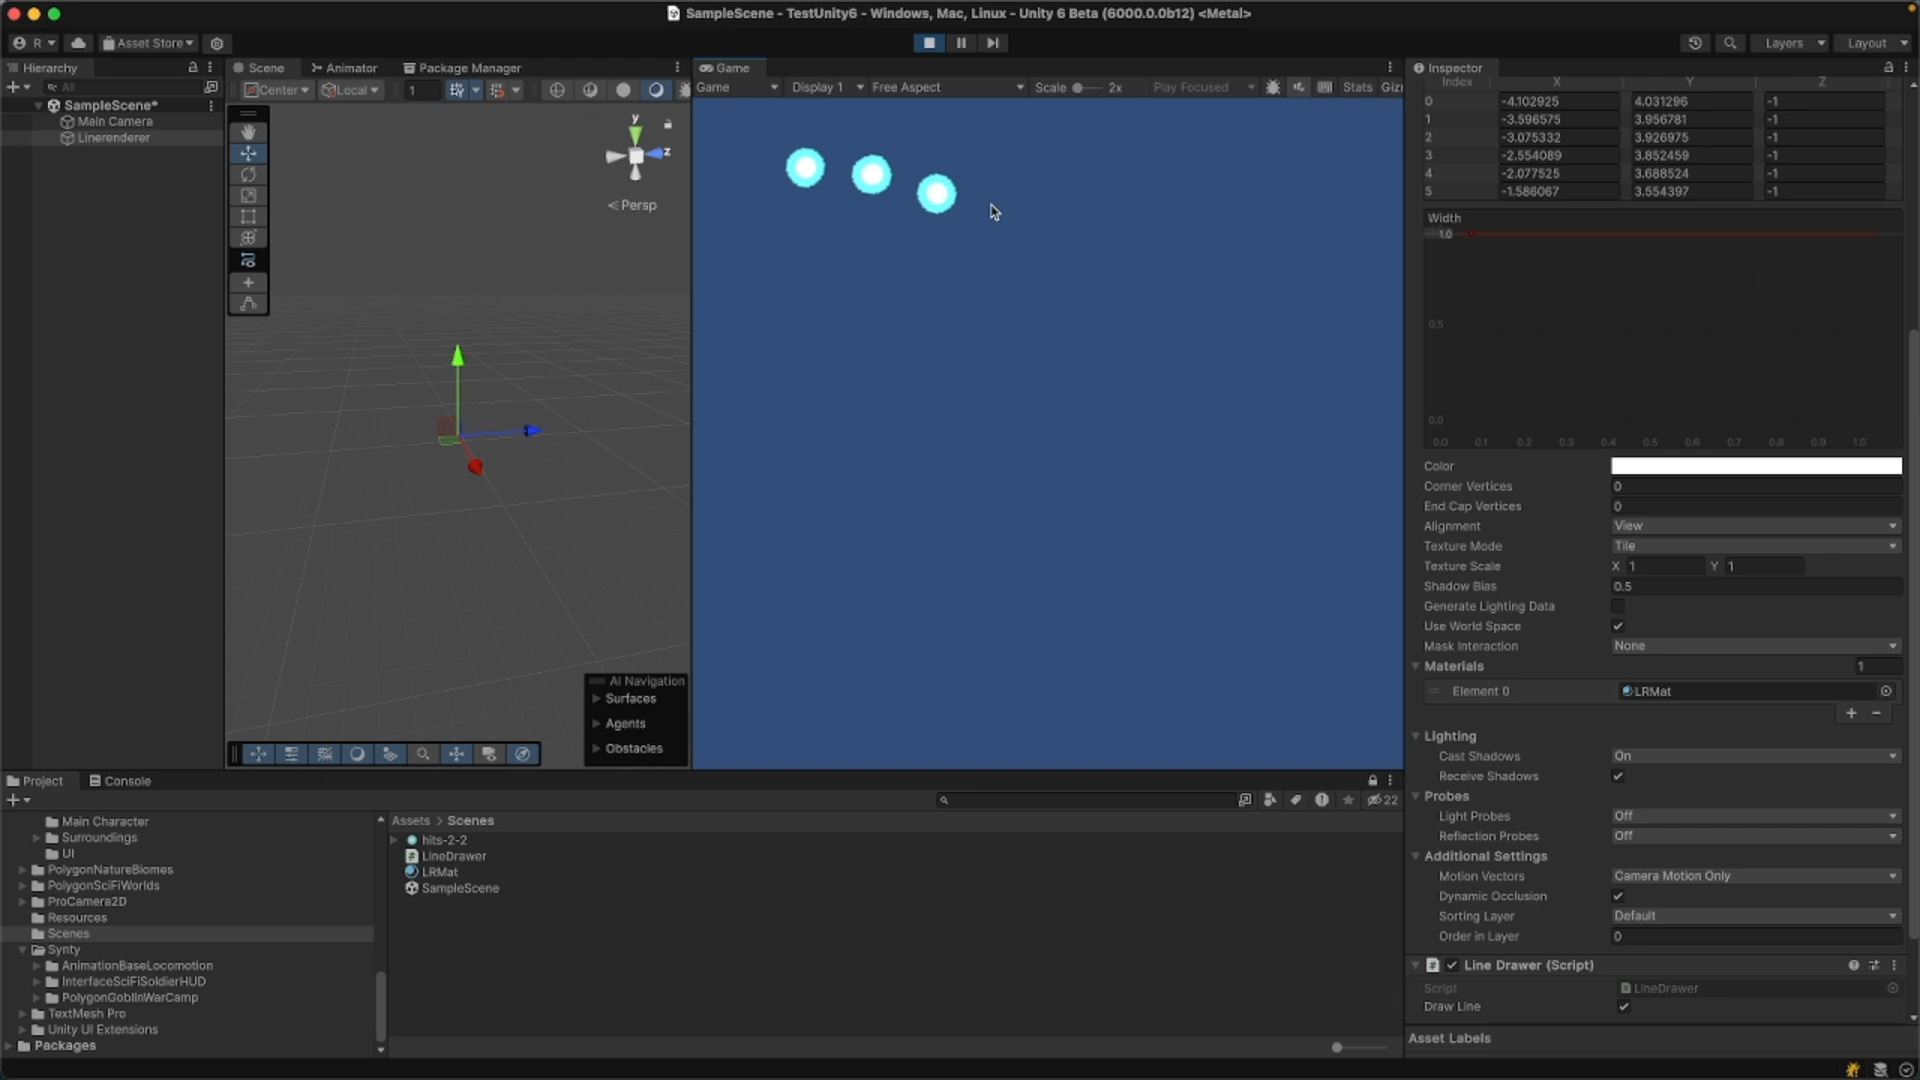 SampleScene - TestUnity6 - Windows, Mac, Linux - Unity 6 Beta (6000.0.0b12) <Metal>
R Asset Store Layers Layout
Hierarchy
All
SampleScene*
Main Camera
Linerenderer
Scene Animator Package Manager
Center Local 1
y
z
Persp
AI Navigation
Surfaces
Agents
Obstacles
Game
Game Display 1 Free Aspect Scale 2x Play Focused Stats Giz
Inspector
Index X Y Z
0 -4.102925 4.031296 -1
1 -3.596575 3.956781 -1
2 -3.075332 3.926975 -1
3 -2.554089 3.852459 -1
4 -2.077525 3.688524 -1
5 -1.586067 3.554397 -1
Width
1.0
0.5
0.0
0.0 0.1 0.2 0.3 0.4 0.5 0.6 0.7 0.8 0.9 1.0
Color
Corner Vertices 0
End Cap Vertices 0
Alignment View
Texture Mode Tile
Texture Scale X 1 Y 1
Shadow Bias 0.5
Generate Lighting Data
Use World Space
Mask Interaction None
Materials 1
Element 0 LRMat
Lighting
Cast Shadows On
Receive Shadows
Probes
Light Probes Off
Reflection Probes Off
Additional Settings
Motion Vectors Camera Motion Only
Dynamic Occlusion
Sorting Layer Default
Order in Layer 0
Line Drawer (Script)
Script LineDrawer
Draw Line
Asset Labels
Project Console
22
Main Character
Surroundings
UI
PolygonNatureBiomes
PolygonSciFiWorlds
ProCamera2D
Resources
Scenes
Synty
AnimationBaseLocomotion
InterfaceSciFiSoldierHUD
PolygonGoblinWarCamp
TextMesh Pro
Unity UI Extensions
Packages
Assets > Scenes
hits-2-2
LineDrawer
LRMat
SampleScene